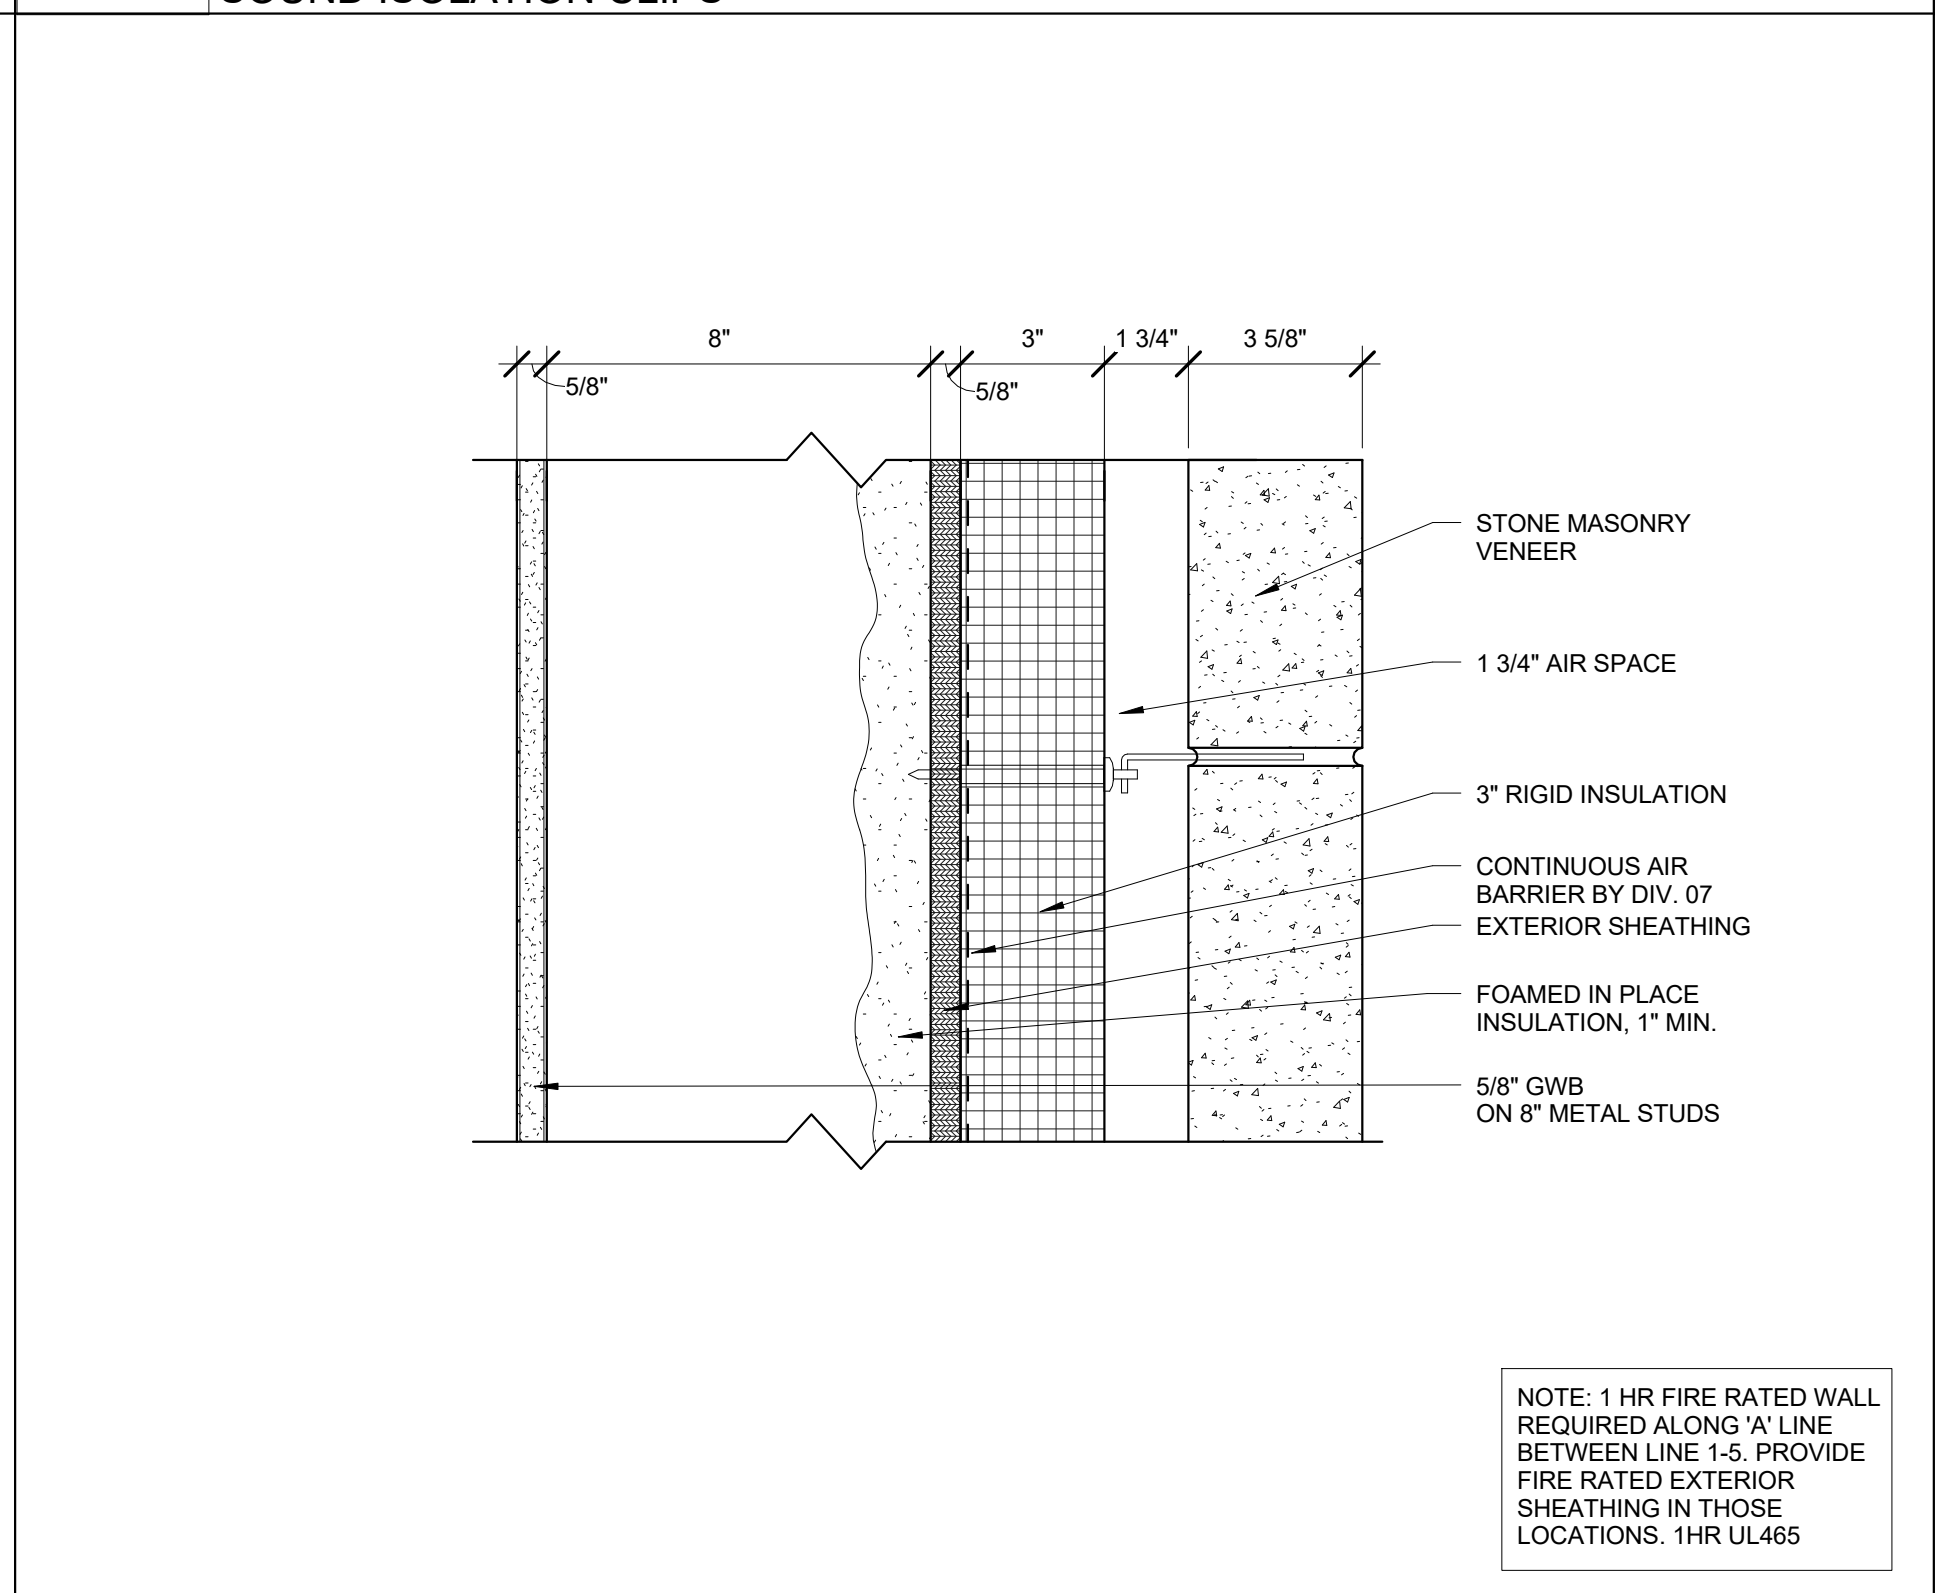 SOUND ISOLATION CLIPS
8"
3"
1 3/4"
3 5/8"
5/8"
5/8"
STONE MASONRY
VENEER
1 3/4" AIR SPACE
3" RIGID INSULATION
CONTINUOUS AIR
BARRIER BY DIV. 07
EXTERIOR SHEATHING
FOAMED IN PLACE
INSULATION, 1" MIN.
5/8" GWB
ON 8" METAL STUDS
NOTE: 1 HR FIRE RATED WALL
REQUIRED ALONG 'A' LINE
BETWEEN LINE 1-5. PROVIDE
FIRE RATED EXTERIOR
SHEATHING IN THOSE
LOCATIONS. 1HR UL465